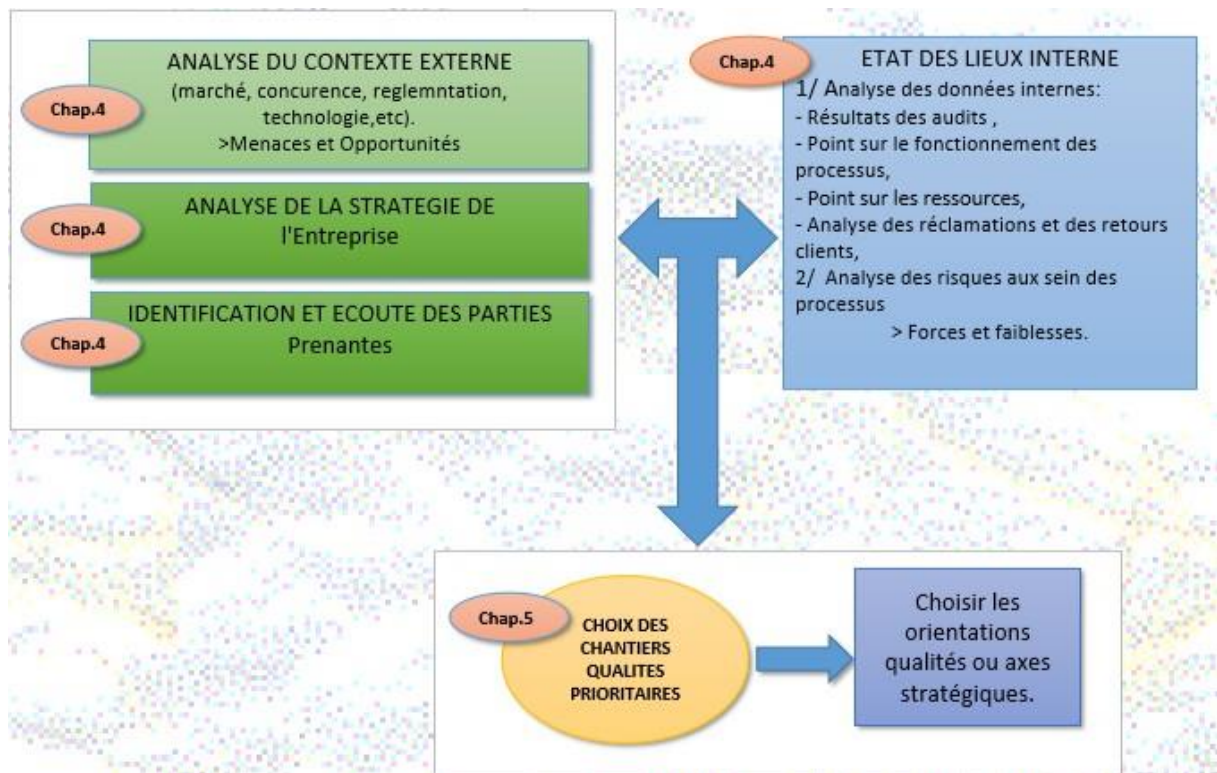 Chap.4
ANALYSE DU CONTEXTE EXTERNE
(marché, concurence, reglemntation,
technologie,etc).
>Menaces et Opportunités
Chap.4
ANALYSE DE LA STRATEGIE DE
l'Entreprise
Chap.4
IDENTIFICATION ET ECOUTE DES PARTIES
Prenantes
Chap.4
ETAT DES LIEUX INTERNE
1/ Analyse des données internes:
- Résultats des audits ,
- Point sur le fonctionnement des
processus,
- Point sur les ressources,
- Analyse des réclamations et des retours
clients,
2/ Analyse des risques aux sein des
processus
> Forces et faiblesses.
Chap.5
CHOIX DES
CHANTIERS
QUALITES
PRIORITAIRES
Choisir les
orientations
qualités ou axes
stratégiques.